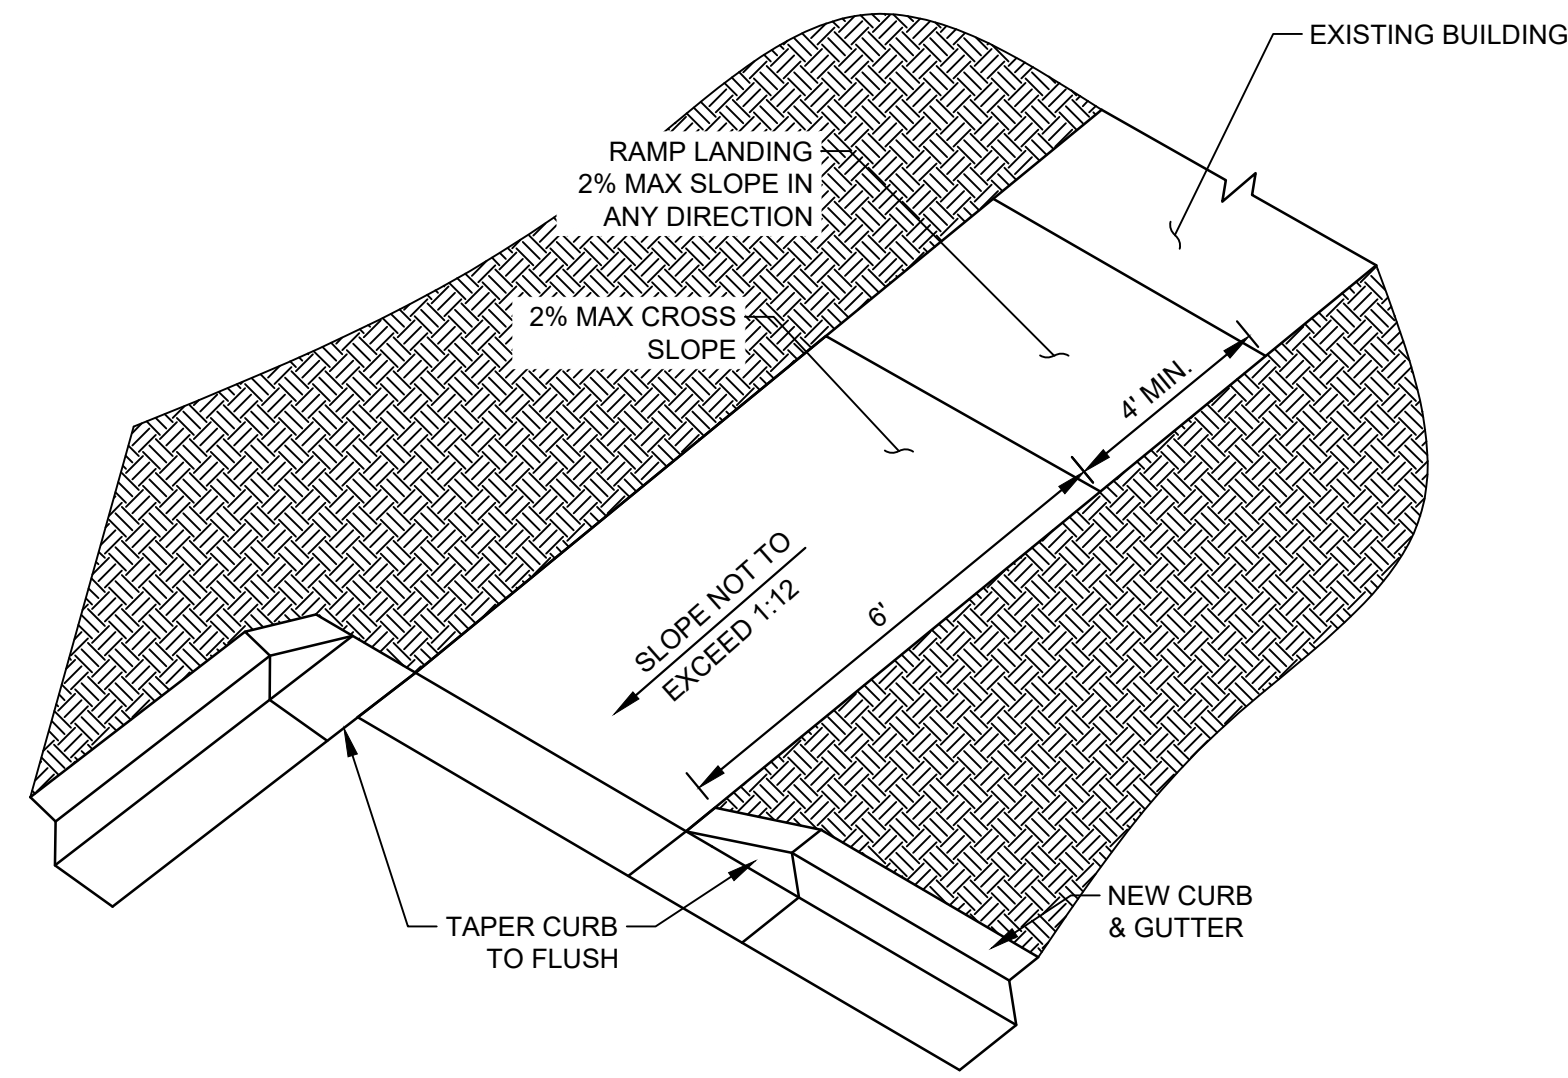 EXISTING BUILDING
RAMP LANDING
2% MAX SLOPE IN
ANY DIRECTION
2% MAX CROSS
SLOPE
4' MIN.
SLOPE NOT TO
EXCEED 1:12
6'
TAPER CURB
TO FLUSH
NEW CURB
& GUTTER